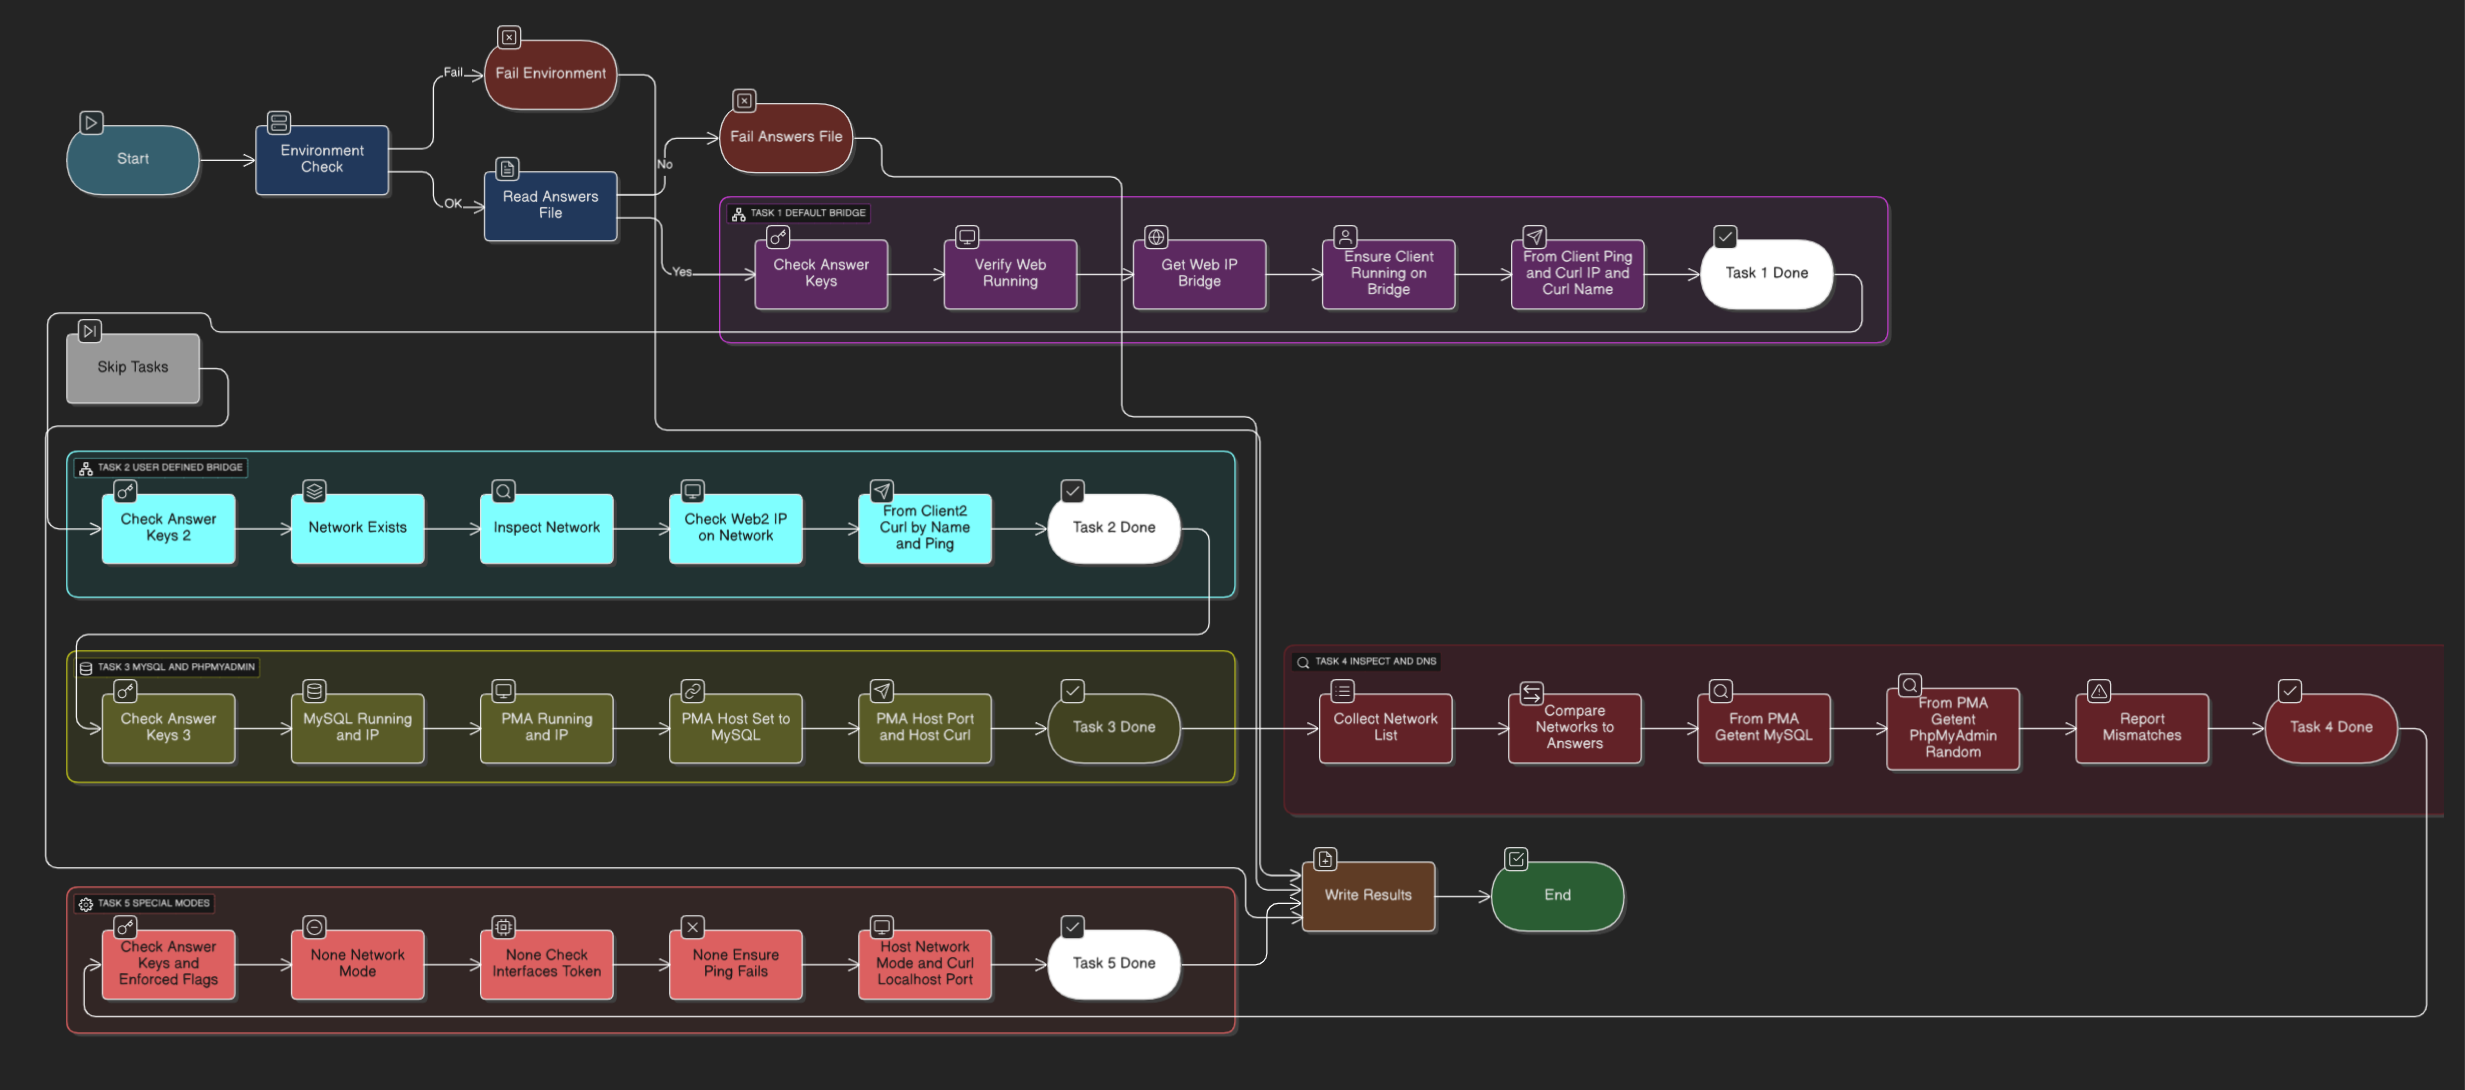 Fail Environment
Fail
Fail Answers File
Start
Environment
Check
No
OK
Read Answers
File
Yes
TASK 1 DEFAULT BRIDGE
Check Answer
Keys
Verify Web
Running
Get Web IP
Bridge
Ensure Client
Running on
Bridge
From Client Ping
and Curl IP and
Curl Name
Task 1 Done
Skip Tasks
TASK 2 USER DEFINED BRIDGE
Check Answer
Keys 2
Network Exists
Inspect Network
Check Web2 IP
on Network
From Client2
Curl by Name
and Ping
Task 2 Done
TASK 3 MYSQL AND PHPMYADMIN
Check Answer
Keys 3
MySQL Running
and IP
PMA Running
and IP
PMA Host Set to
MySQL
PMA Host Port
and Host Curl
Task 3 Done
TASK 4 INSPECT AND DNS
Collect Network
List
Compare
Networks to
Answers
From PMA
Getent MySQL
From PMA
Getent
PhpMyAdmin
Random
Report
Mismatches
Task 4 Done
Write Results
End
TASK 5 SPECIAL MODES
Check Answer
Keys and
Enforced Flags
None Network
Mode
None Check
Interfaces Token
None Ensure
Ping Fails
Host Network
Mode and Curl
Localhost Port
Task 5 Done